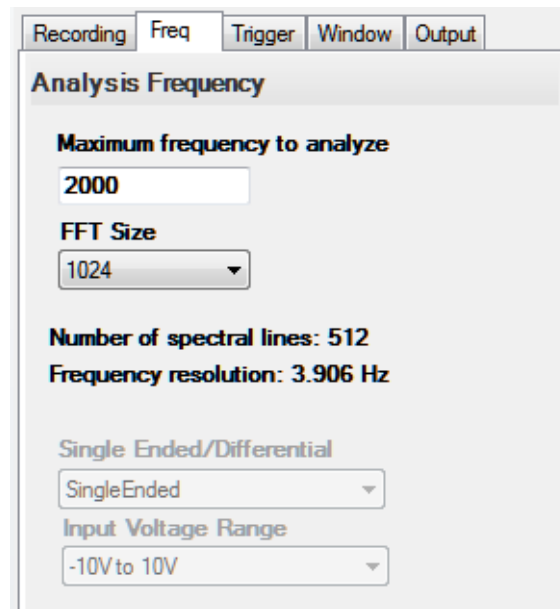 Recording Freq Trigger Window Output
Analysis Frequency
Maximum frequency to analyze
2000
FFT Size
1024
Number of spectral lines: 512
Frequency resolution: 3.906 Hz
Single Ended/Differential
SingleEnded
Input Voltage Range
-10V to 10V